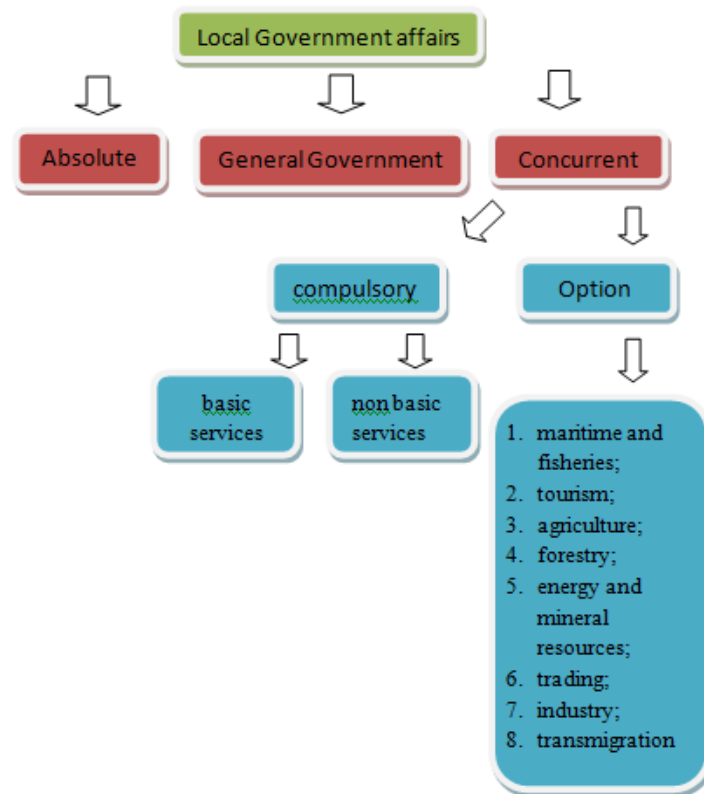 Local Government affairs
Absolute
General Government
Concurrent
compulsory
Option
basic
services
non basic
services
1. maritime and
fisheries;
2. tourism;
3. agriculture;
4. forestry;
5. energy and
mineral
resources;
6. trading;
7. industry;
8. transmigration